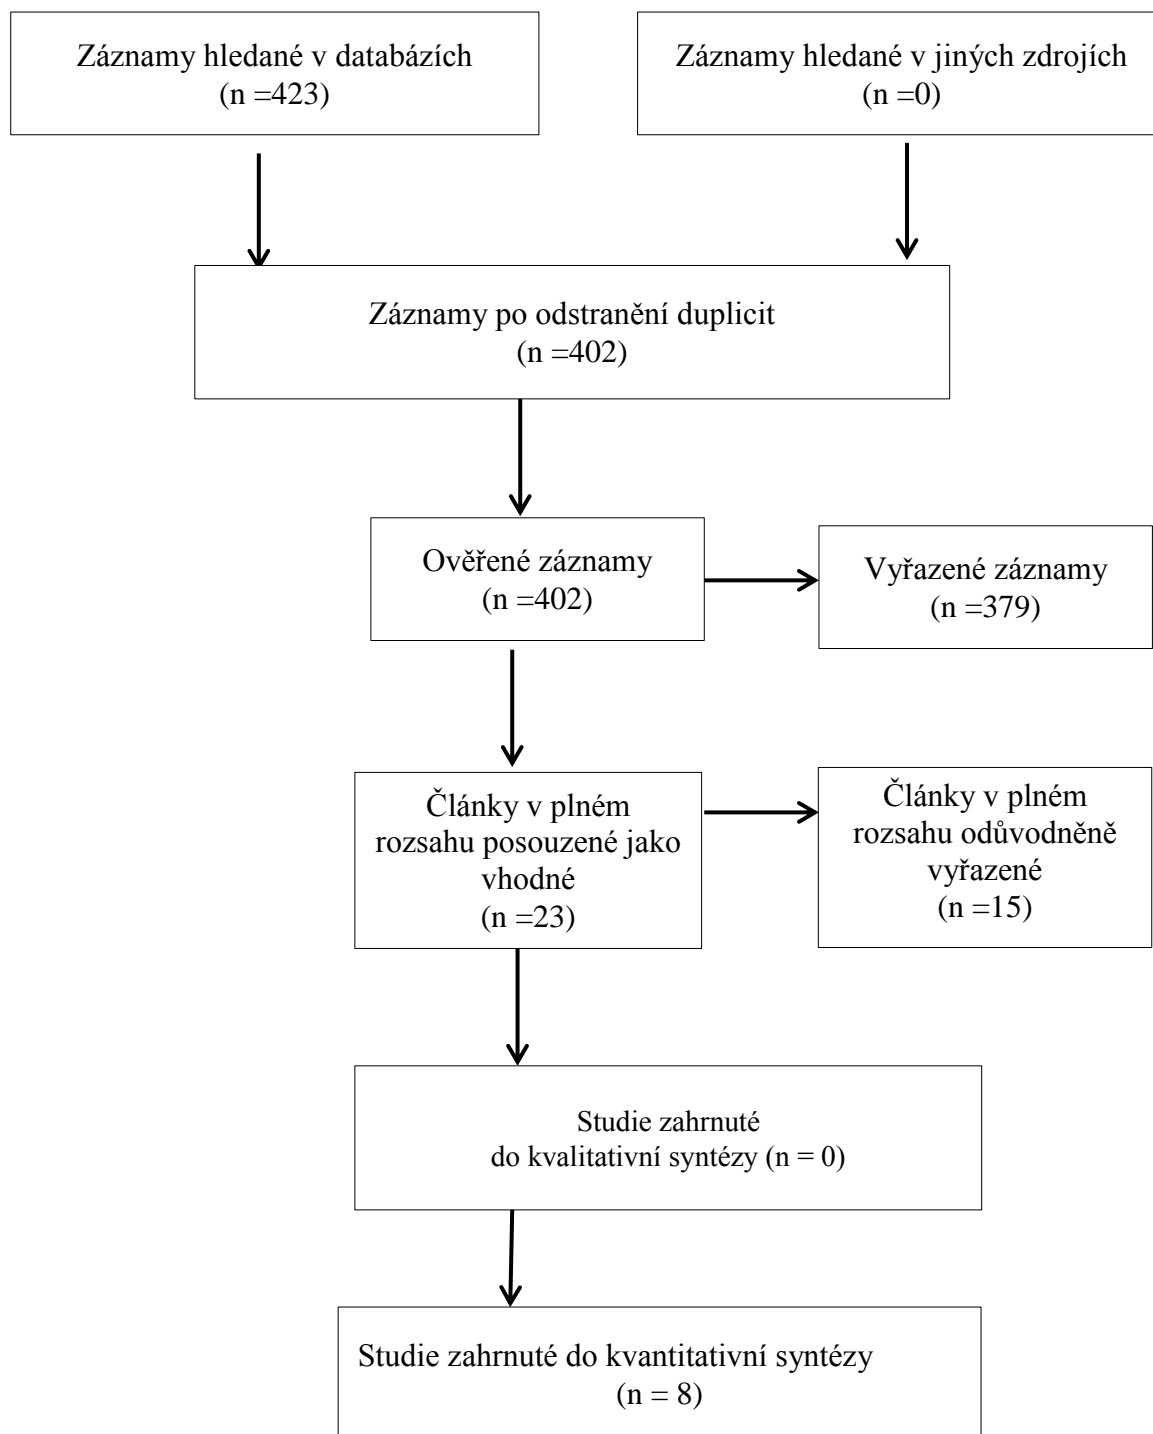 Záznamy hledané v databázích
(n =423)
Záznamy hledané v jiných zdrojích
(n =0)
Záznamy po odstranění duplicit
(n =402)
Ověřené záznamy
(n =402)
Vyřazené záznamy
(n =379)
Články v plném
rozsahu posouzené jako
vhodné
(n =23)
Články v plném
rozsahu odůvodněně
vyřazené
(n =15)
Studie zahrnuté
do kvalitativní syntézy (n = 0)
Studie zahrnuté do kvantitativní syntézy
(n = 8)